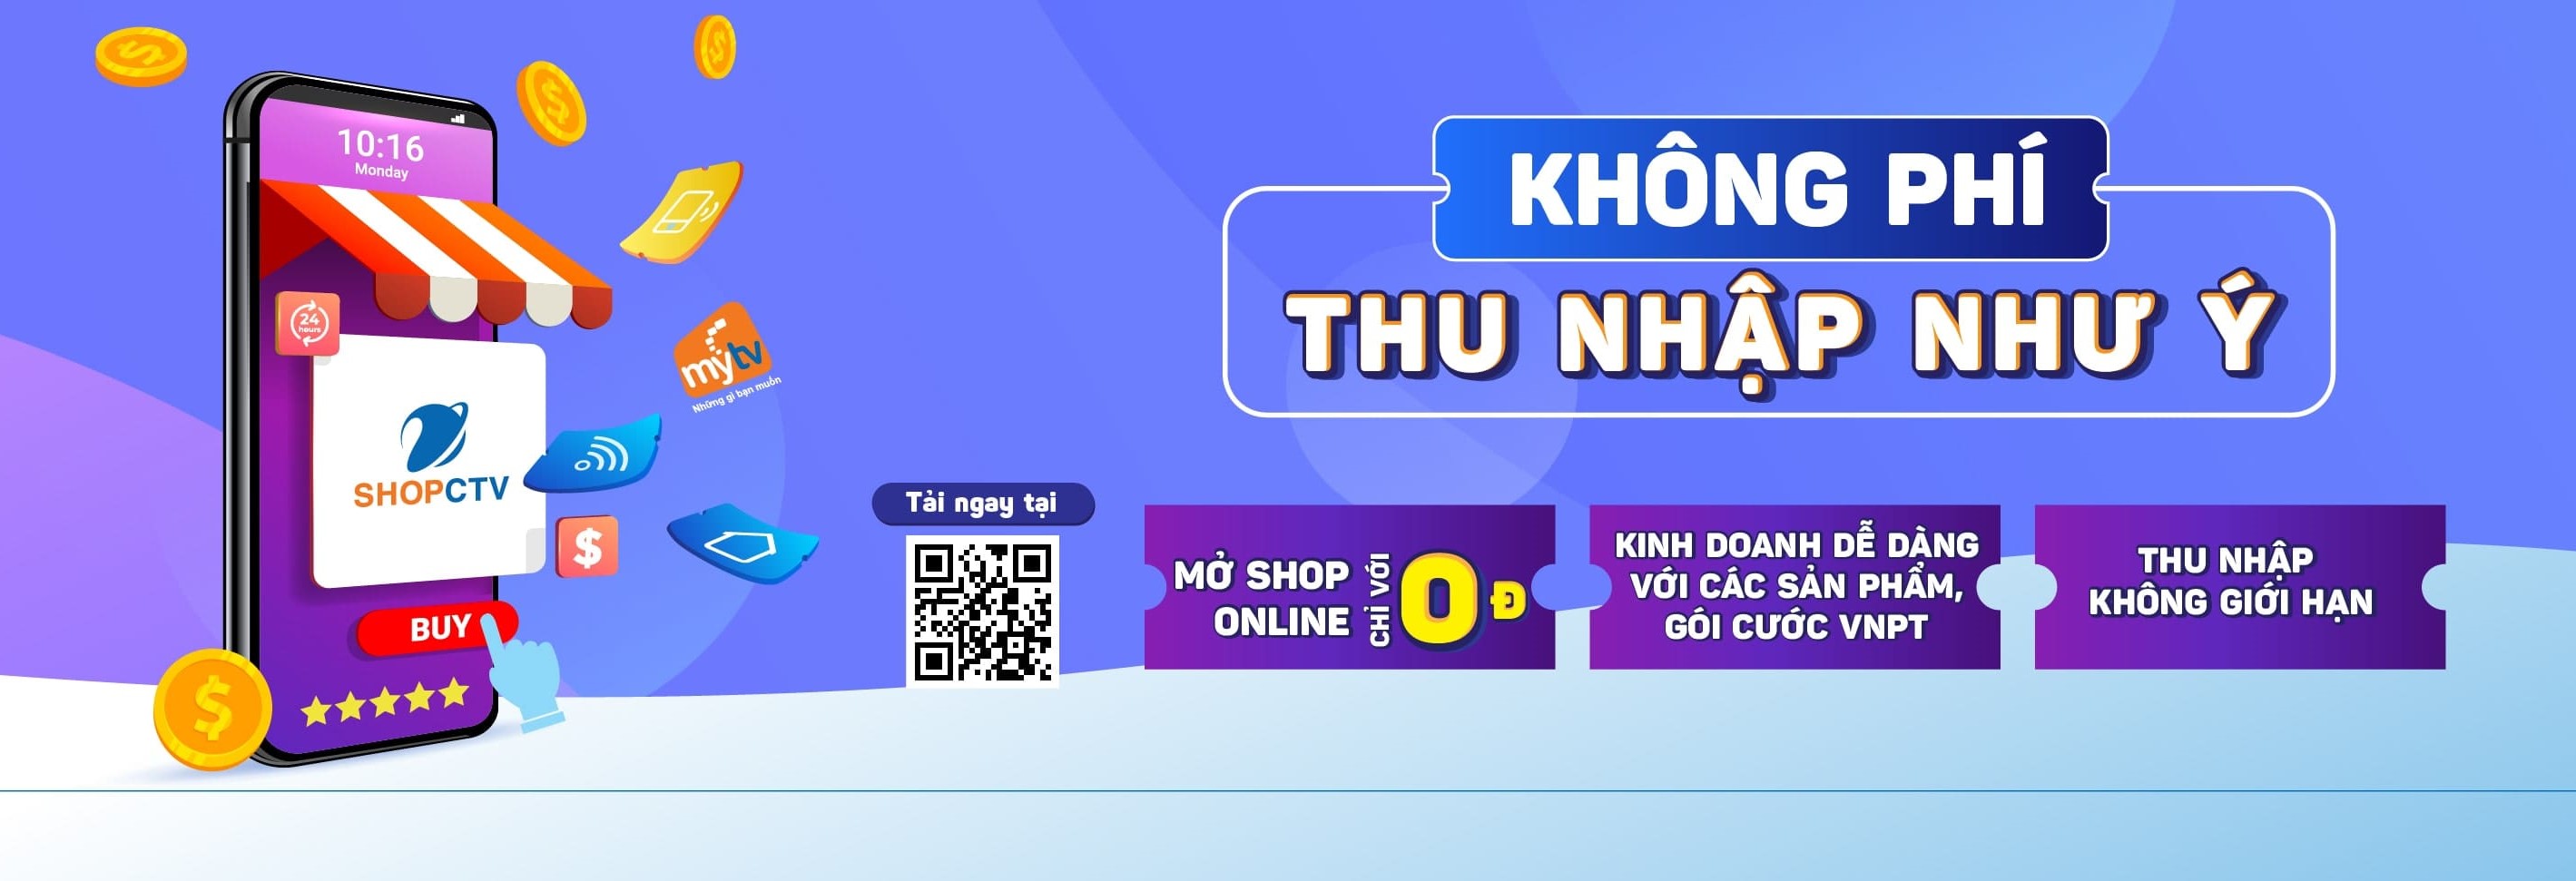 10:16
Monday
24
hours
SHOPCTV
mytv
Những gì bạn muốn
$
BUY
Tải ngay tại
KHÔNG PHÍ
THU NHẬP NHƯ Ý
MỞ SHOP
ONLINE
CHỈ VỚI
0Đ
KINH DOANH DỄ DÀNG
VỚI CÁC SẢN PHẨM,
GÓI CƯỚC VNPT
THU NHẬP
KHÔNG GIỚI HẠN